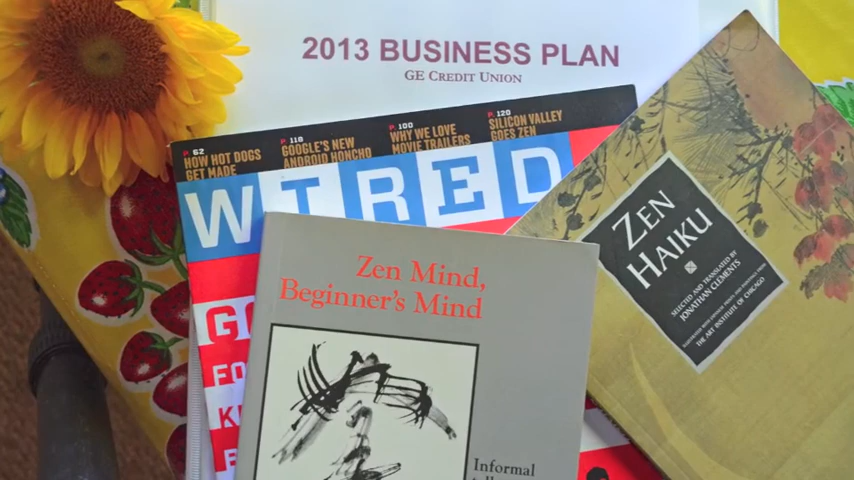 2013 BUSINESS PLAN
GE CREDIT UNION
P. 62
HOW HOT DOGS
GET MADE
P. 118
GOOGLE'S NEW
ANDROID HONCHO
P. 100
WHY WE LOVE
MOVIE TRAILERS
P. 120
SILICON VALLEY
GOES ZEN
WIRED
ZEN
HAIKU
SELECTED AND TRANSLATED BY
JONATHAN CLEMENTS
THE ART INSTITUTE OF CHICAGO
Zen Mind,
Beginner's Mind
Informal